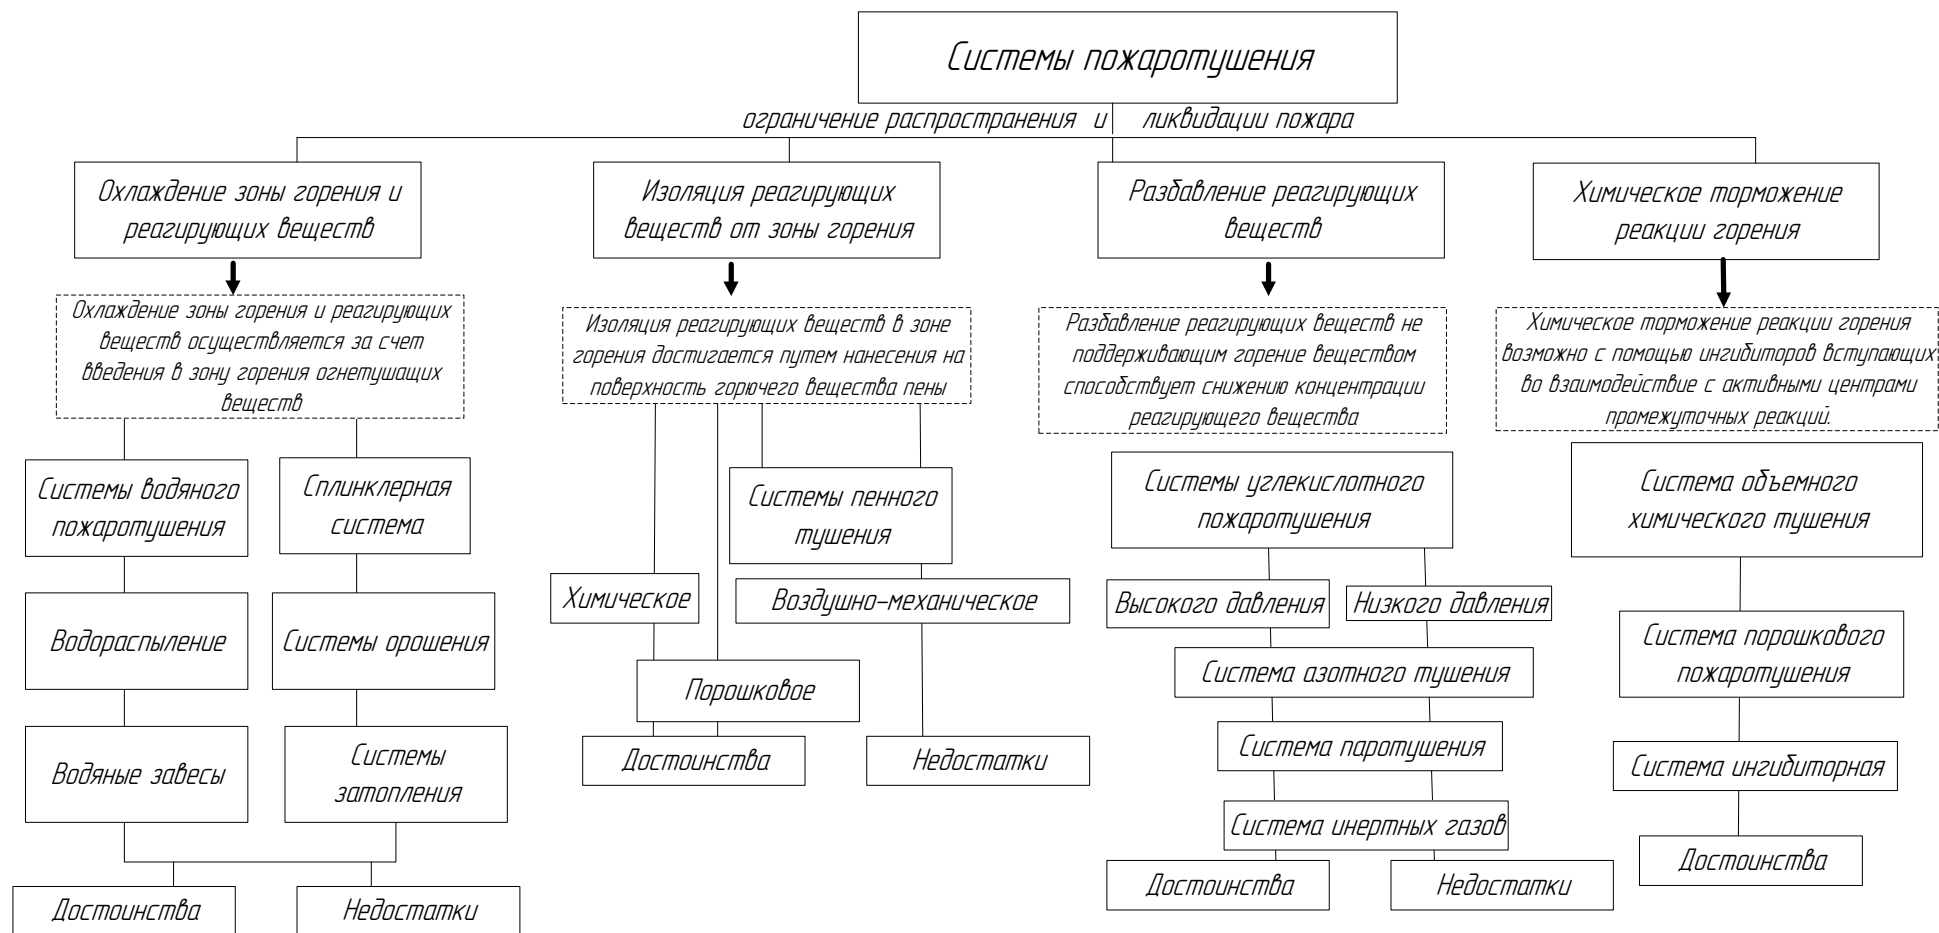 Системы пожаротушения
ограничение распространения и ликвидации пожара
Охлаждение зоны горения и
реагирующих веществ
Изоляция реагирующих
веществ от зоны горения
Разбавление реагирующих
веществ
Химическое торможение
реакции горения
Охлаждение зоны горения и реагирующих
веществ осуществляется за счет
введения в зону горения огнетушащих
веществ
Изоляция реагирующих веществ в зоне
горения достигается путем нанесения на
поверхность горючего вещества пены
Разбавление реагирующих веществ не
поддерживающим горение веществом
способствует снижению концентрации
реагирующего вещества
Химическое торможение реакции горения
возможно с помощью ингибиторов вступающих
во взаимодействие с активными центрами
промежуточных реакций.
Системы водяного
пожаротушения
Сплинклерная
система
Водораспыление
Системы орошения
Водяные завесы
Системы
затопления
Достоинства
Недостатки
Системы пенного
тушения
Химическое
Воздушно-механическое
Порошковое
Достоинства
Недостатки
Системы углекислотного
пожаротушения
Высокого давления
Низкого давления
Система азотного тушения
Система паротушения
Система инертных газов
Достоинства
Недостатки
Система объемного
химического тушения
Система порошкового
пожаротушения
Система ингибиторная
Достоинства